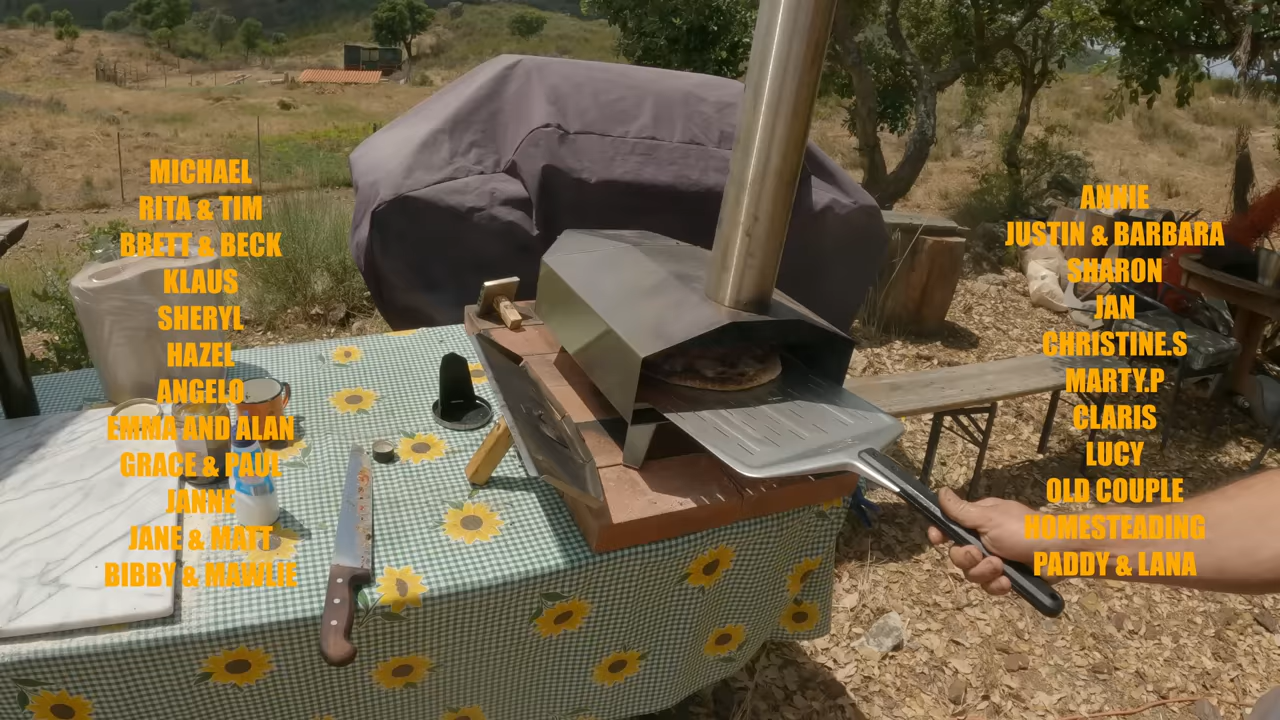 MICHAEL
RITA & TIM
BRETT & BECK
KLAUS
SHERYL
HAZEL
ANGELO
EMMA AND ALAN
GRACE & PAUL
JANNE
JANE & MATT
BIBBY & MAWLIE
ANNIE
JUSTIN & BARBARA
SHARON
JAN
CHRISTINE.S
MARTY.P
CLARIS
LUCY
OLD COUPLE
HOMESTEADING
PADDY & LANA